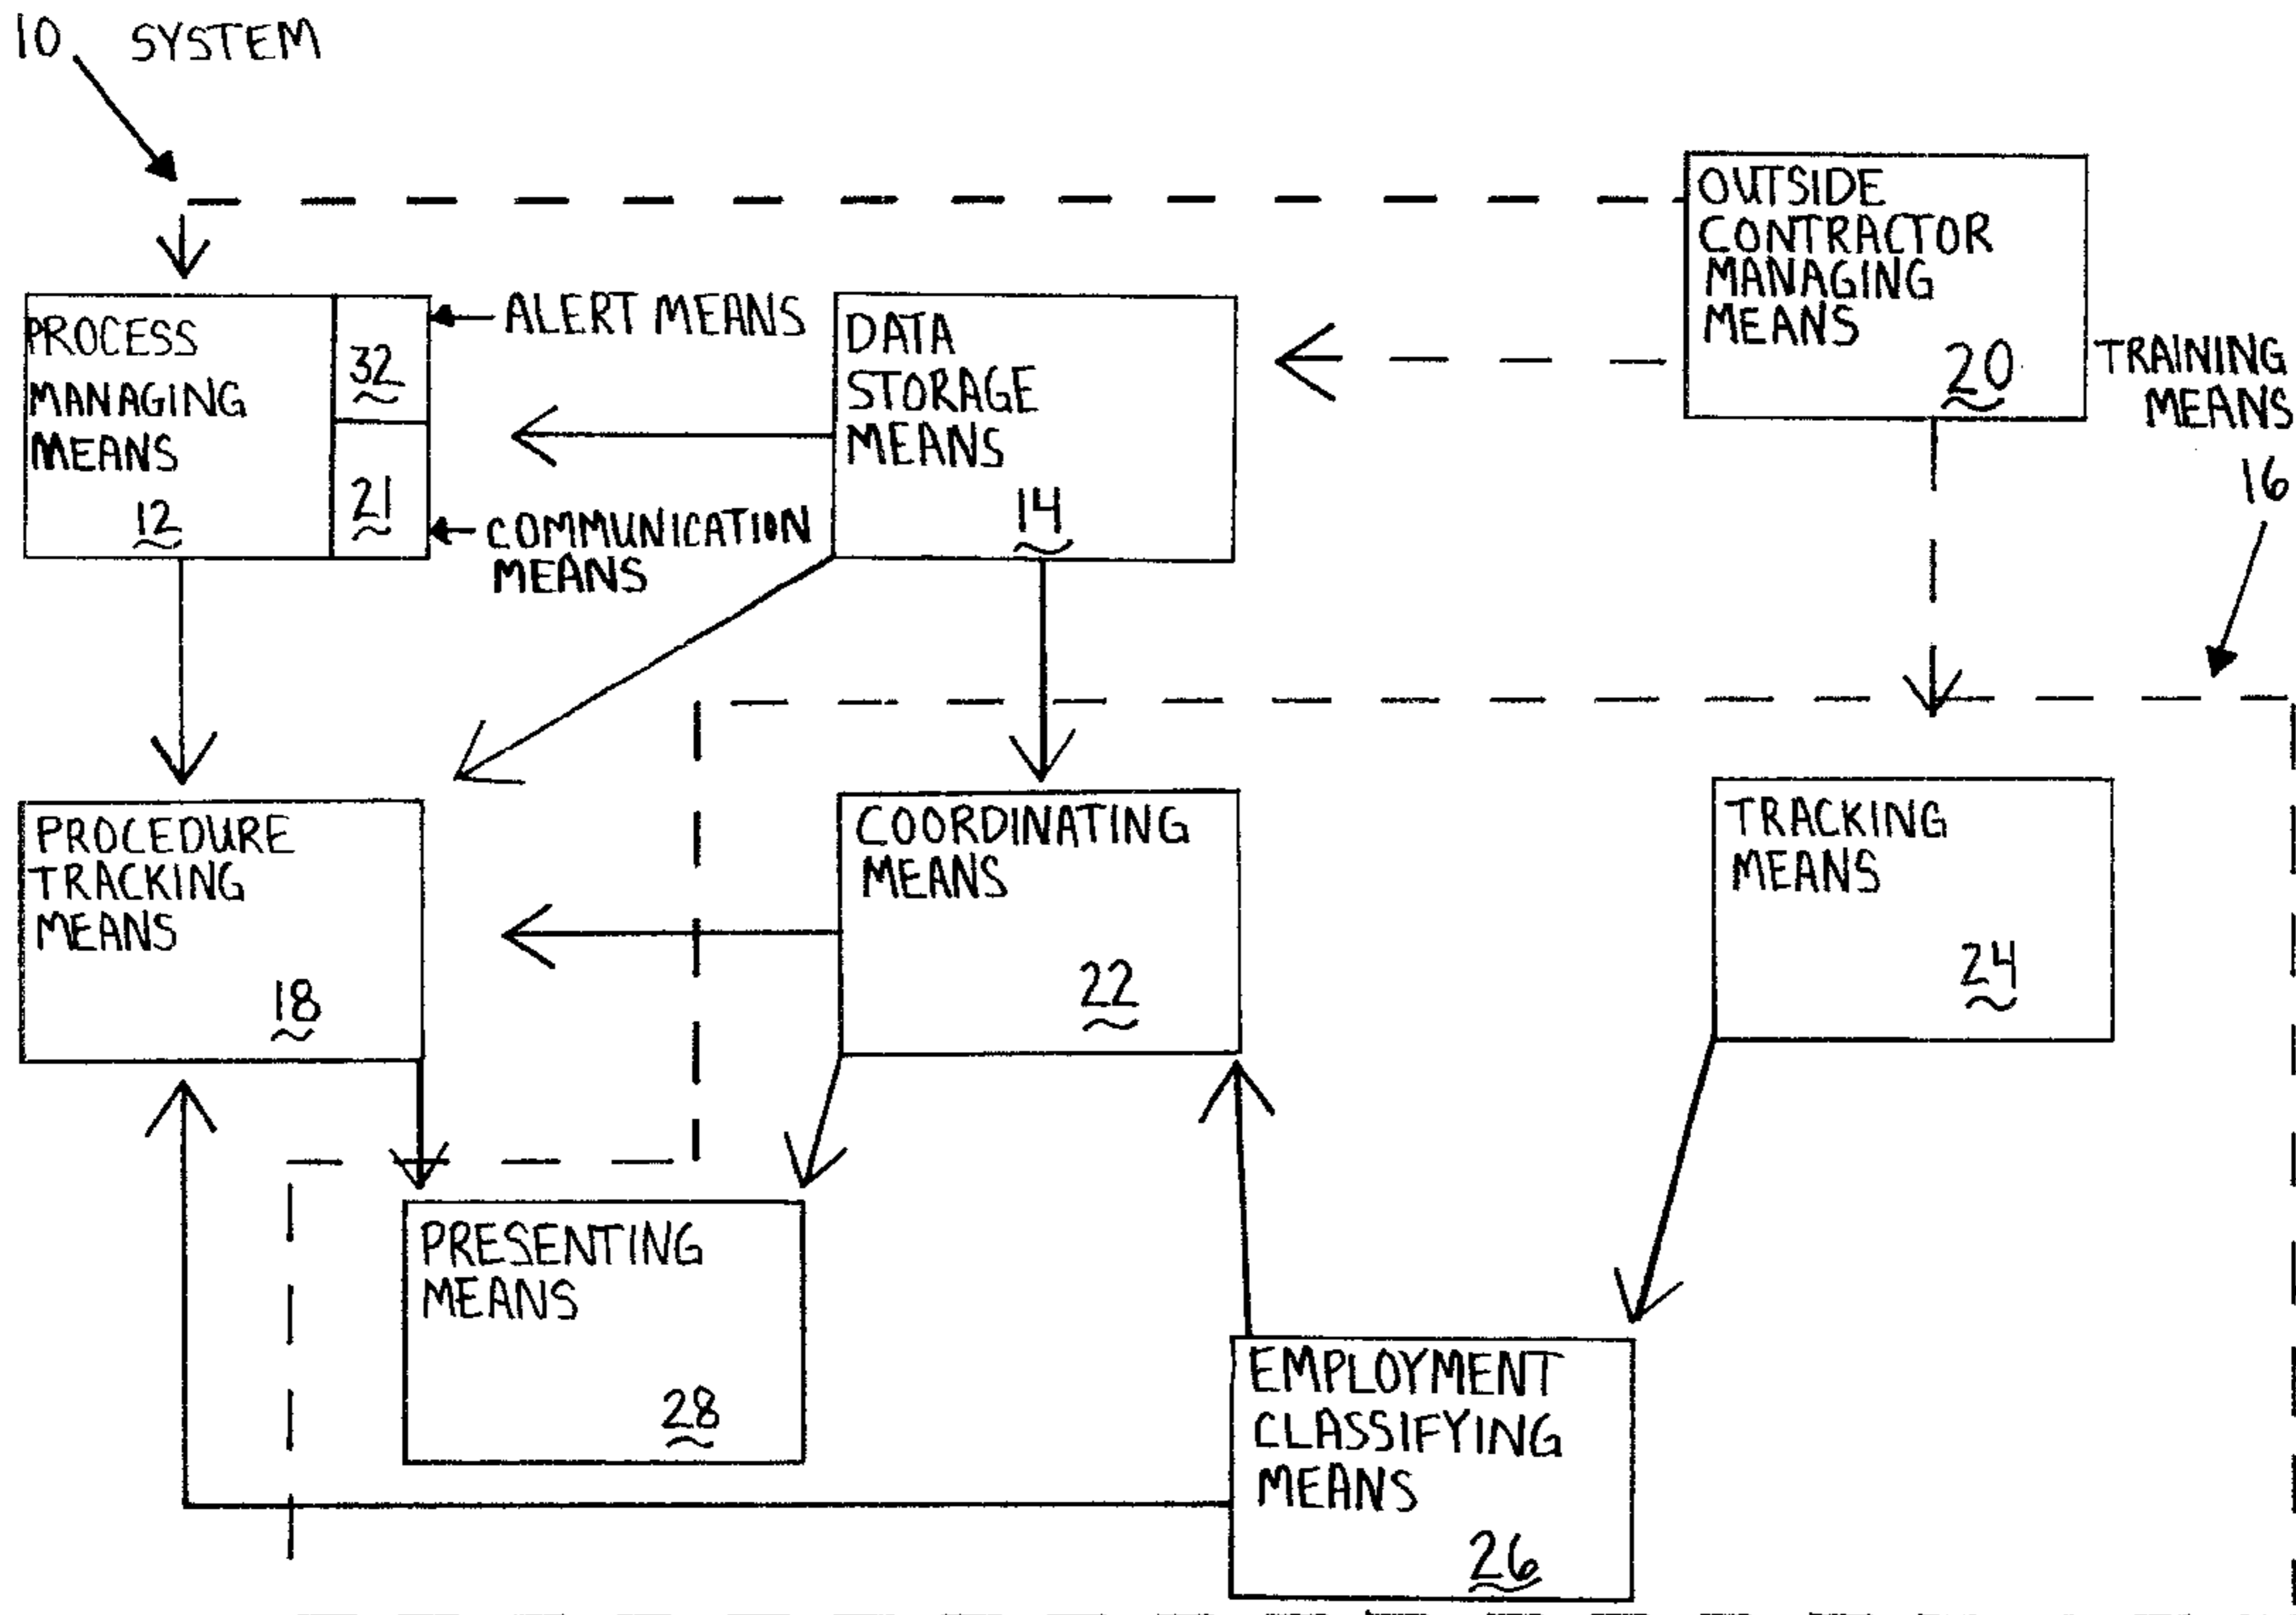 10 SYSTEM
OUTSIDE
CONTRACTOR
MANAGING
MEANS
20
PROCESS
MANAGING
MEANS
12
32
21
ALERT MEANS
COMMUNICATION
MEANS
DATA
STORAGE
MEANS
14
TRAINING
MEANS
16
PROCEDURE
TRACKING
MEANS
18
COORDINATING
MEANS
22
TRACKING
MEANS
24
PRESENTING
MEANS
28
EMPLOYMENT
CLASSIFYING
MEANS
26